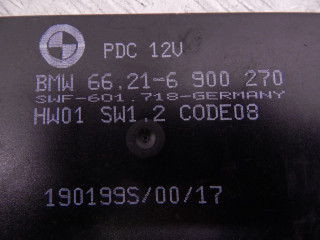 PDC 12V
BMW 66.21-6 900 270
SWF-601.718-GERMANY
HW01 SW1.2 CODE08
190199S/00/17